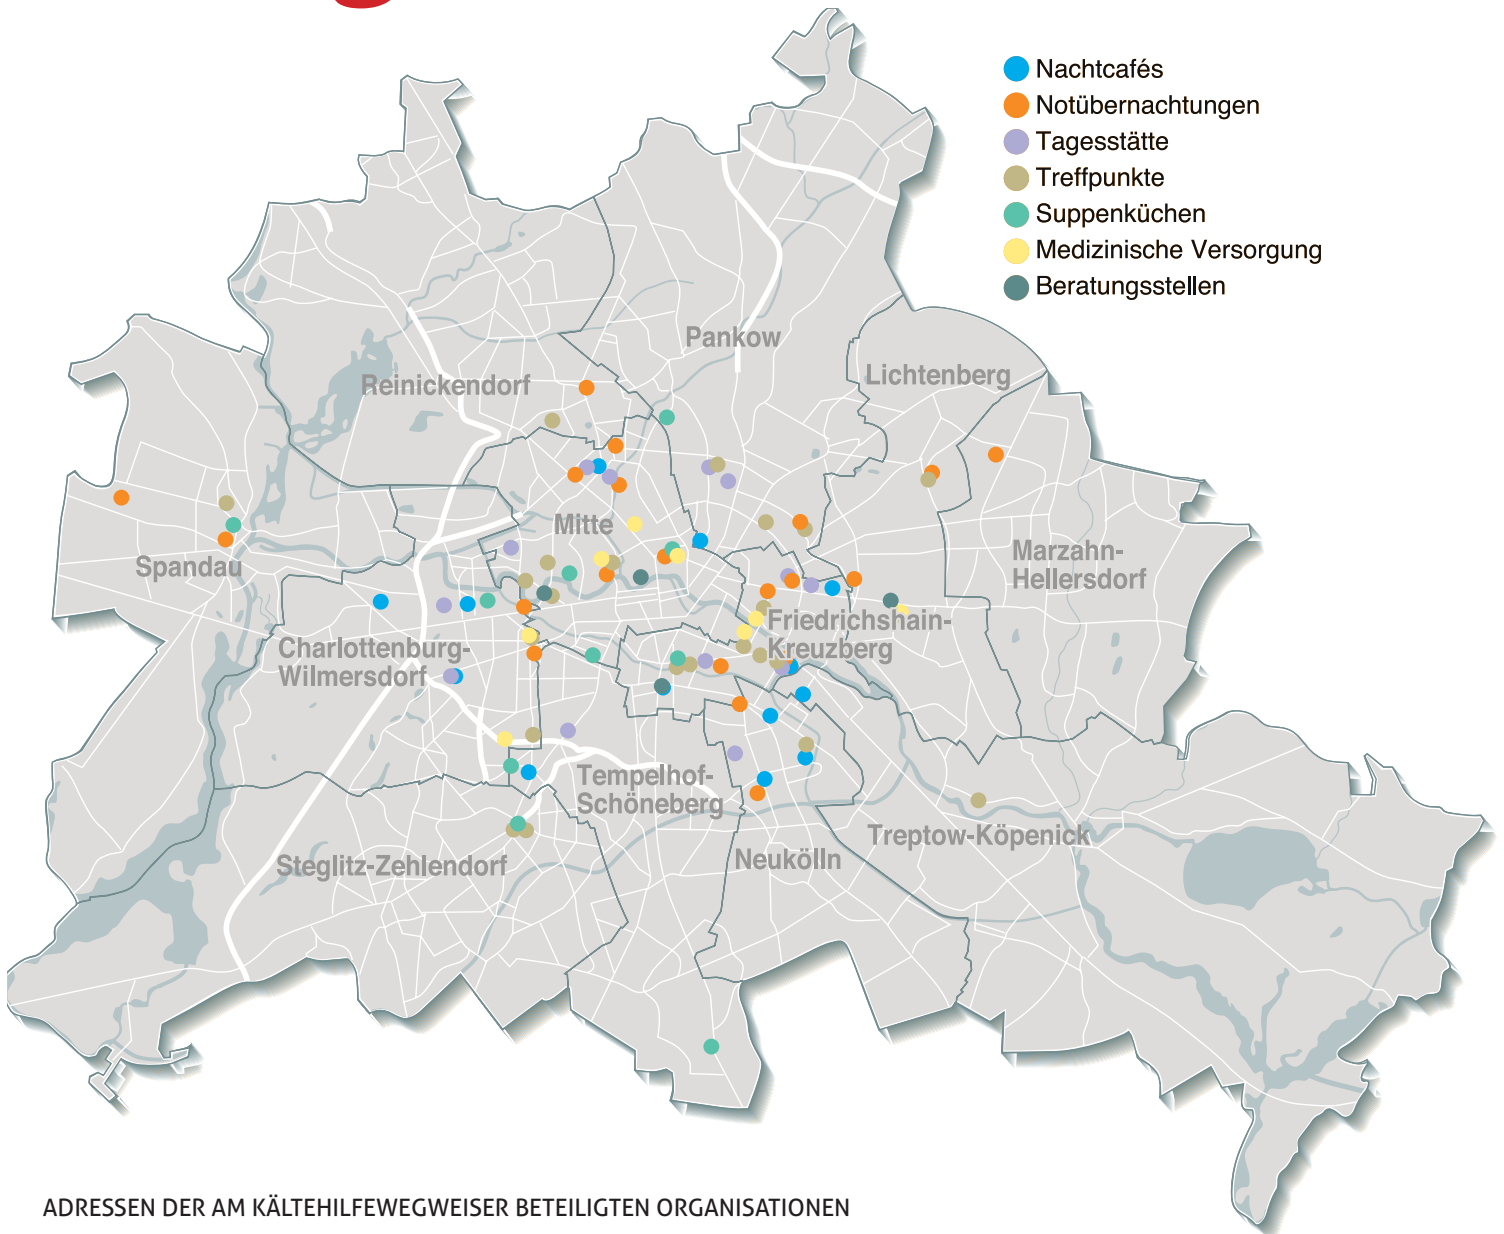 Nachtcafés
Notübernachtungen
Tagesstätte
Treffpunkte
Suppenküchen
Medizinische Versorgung
Beratungsstellen
Pankow
Lichtenberg
Reinickendorf
Mitte
Marzahn-
Hellersdorf
Spandau
Friedrichshain-
Kreuzberg
Charlottenburg-
Wilmersdorf
Tempelhof-
Schöneberg
Treptow-Köpenick
Neukölln
Steglitz-Zehlendorf
ADRESSEN DER AM KÄLTEHILFEWEGWEISER BETEILIGTEN ORGANISATIONEN